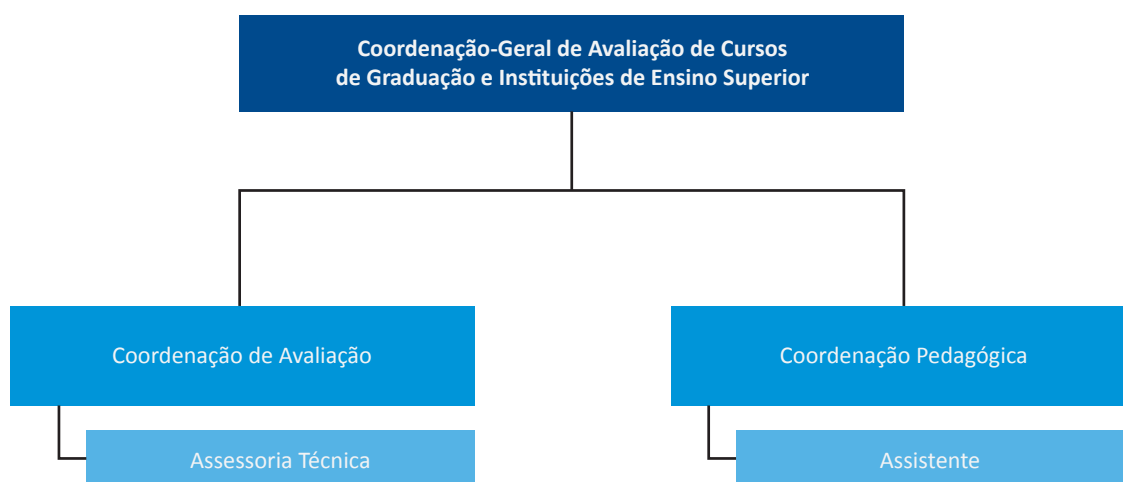 Coordenação-Geral de Avaliação de Cursos
de Graduação e Instituições de Ensino Superior
Coordenação de Avaliação
Coordenação Pedagógica
Assessoria Técnica
Assistente